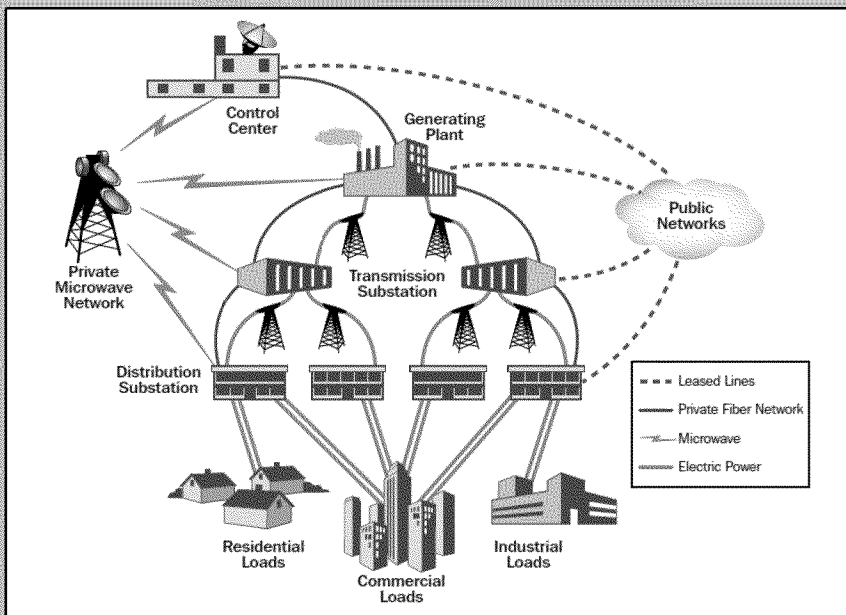 Control
Center
Generating
Plant
Public
Networks
Private
Microwave
Network
Transmission
Substation
Distribution
Substation
Leased Lines
Private Fiber Network
Microwave
Electric Power
Residential
Loads
Commercial
Loads
Industrial
Loads